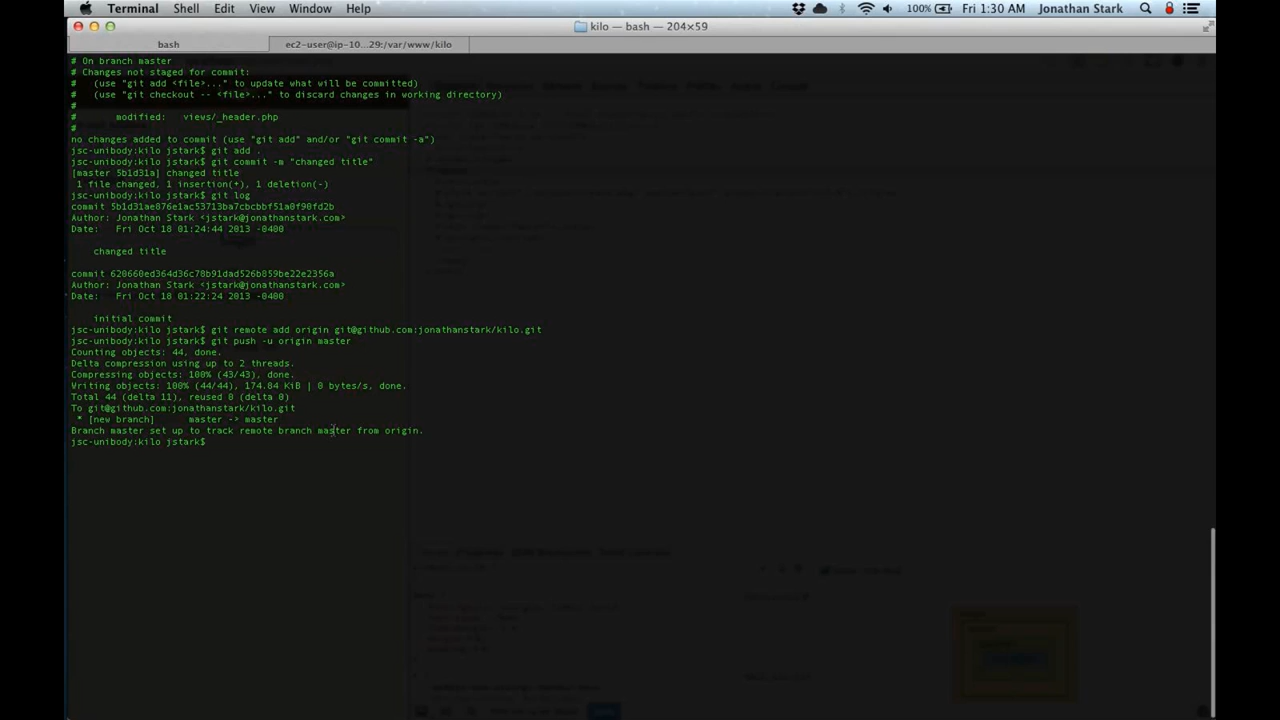 Terminal Shell Edit View Window Help 100% Fri 1:30 AM Jonathan Stark
kilo — bash — 204×59
bash ec2-user@ip-10...29:/var/www/kilo
# On branch master
# Changes not staged for commit:
#   (use "git add <file>..." to update what will be committed)
#   (use "git checkout -- <file>..." to discard changes in working directory)
#
#       modified:   views/_header.php
#
no changes added to commit (use "git add" and/or "git commit -a")
jsc-unibody:kilo jstark$ git add .
jsc-unibody:kilo jstark$ git commit -m "changed title"
[master 5b1d31a] changed title
 1 file changed, 1 insertion(+), 1 deletion(-)
jsc-unibody:kilo jstark$ git log
commit 5b1d31ae876e1ac53713ba7cbcbbf51a0f90fd2b
Author: Jonathan Stark <jstark@jonathanstark.com>
Date:   Fri Oct 18 01:24:44 2013 -0400
    changed title
commit 620660ed364d36c78b91dad526b859be22e2356a
Author: Jonathan Stark <jstark@jonathanstark.com>
Date:   Fri Oct 18 01:22:24 2013 -0400
    initial commit
jsc-unibody:kilo jstark$ git remote add origin git@github.com:jonathanstark/kilo.git
jsc-unibody:kilo jstark$ git push -u origin master
Counting objects: 44, done.
Delta compression using up to 2 threads.
Compressing objects: 100% (43/43), done.
Writing objects: 100% (44/44), 174.84 KiB | 0 bytes/s, done.
Total 44 (delta 11), reused 0 (delta 0)
To git@github.com:jonathanstark/kilo.git
 * [new branch]      master -> master
Branch master set up to track remote branch master from origin.
jsc-unibody:kilo jstark$